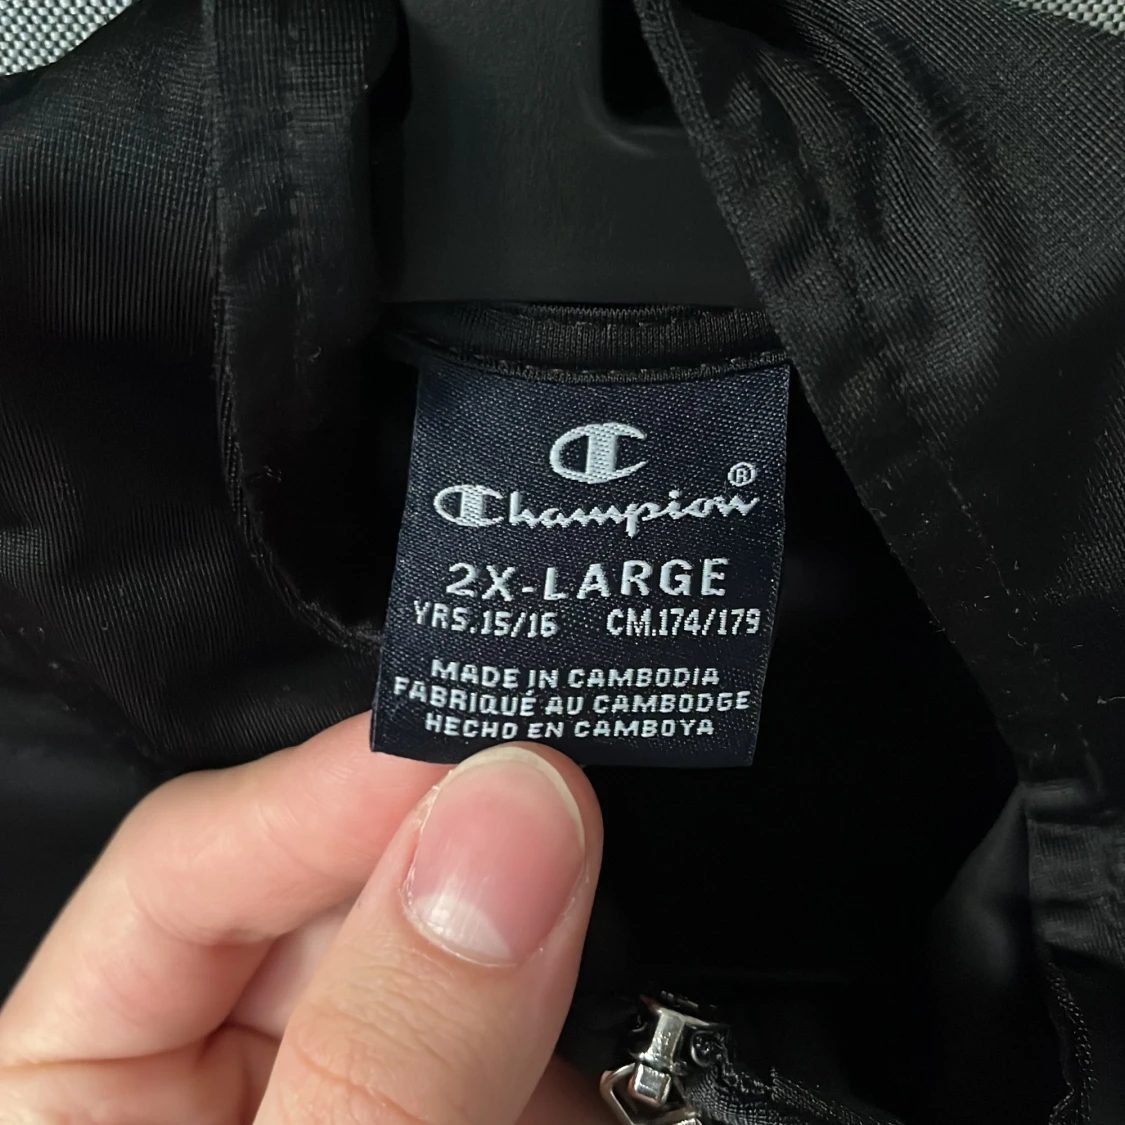 Champion®
2X-LARGE
YRS.15/16 CM.174/179
MADE IN CAMBODIA
FABRIQUÉ AU CAMBODGE
HECHO EN CAMBOYA